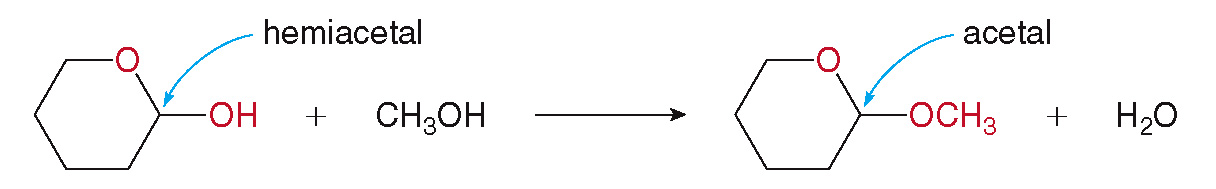 hemiacetal
acetal
O
OH + CH₃OH
O
OCH₃ + H₂O